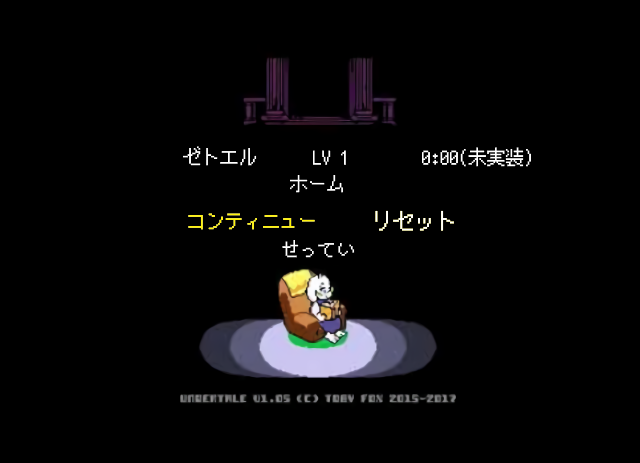 ゼトエル LV 1 0:00(未実装)
ホーム
コンティニュー リセット
せってい
UNDERTALE V1.05 (C) TOBY FOX 2015-2017